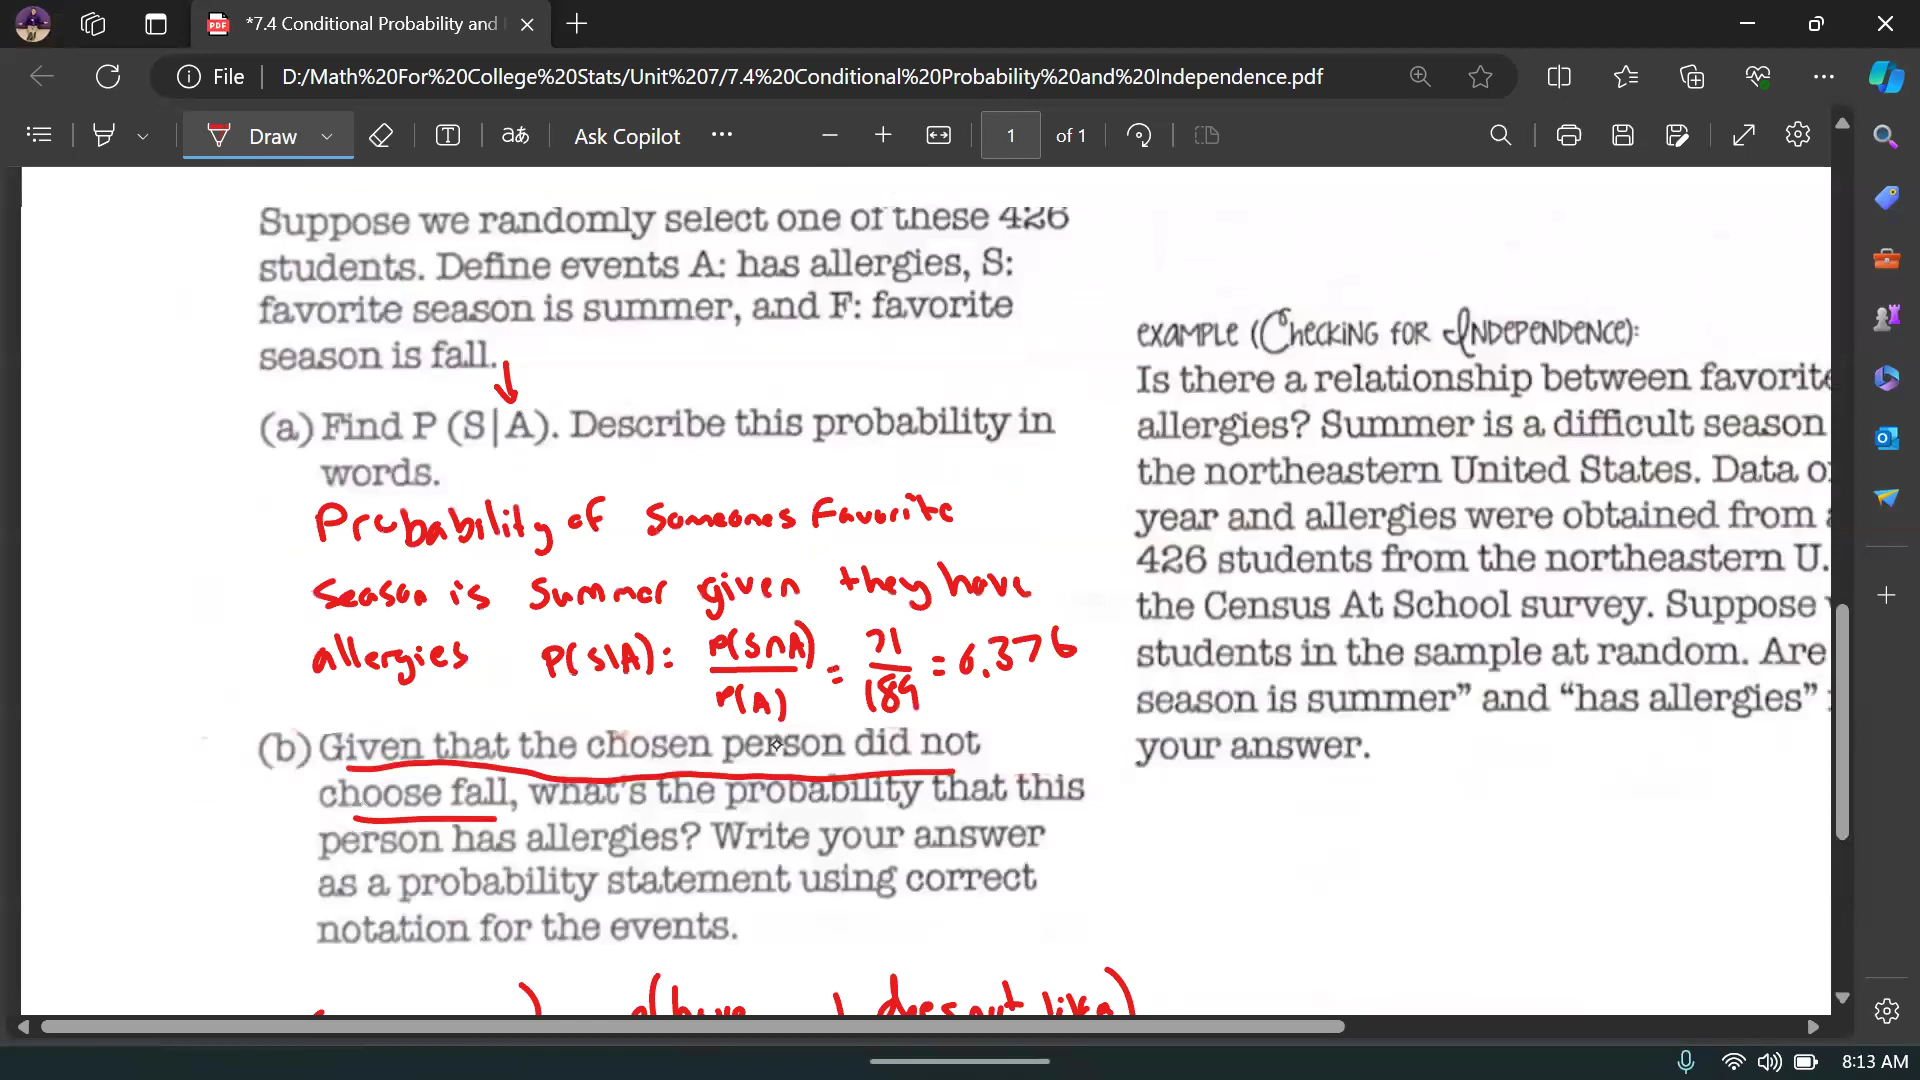 *7.4 Conditional Probability and
File
D:/Math%20For%20College%20Stats/Unit%207/7.4%20Conditional%20Probability%20and%20Independence.pdf
Draw
aあ
Ask Copilot
1
of 1
Suppose we randomly select one of these 426
students. Define events A: has allergies, S:
favorite season is summer, and F: favorite
season is fall.
(a) Find P (S|A). Describe this probability in
words.
Probability of someones favorite
season is summer given they have
allergies P(S\A): P(S∩A)/P(A) = 71/189 = 0.376
(b) Given that the chosen person did not
choose fall, what's the probability that this
person has allergies? Write your answer
as a probability statement using correct
notation for the events.
does not like
EXAMPLE (CHECKING FOR INDEPENDENCE):
Is there a relationship between favorite
allergies? Summer is a difficult season
the northeastern United States. Data o
year and allergies were obtained from
426 students from the northeastern U.
the Census At School survey. Suppose
students in the sample at random. Are
season is summer” and “has allergies”
your answer.
8:13 AM